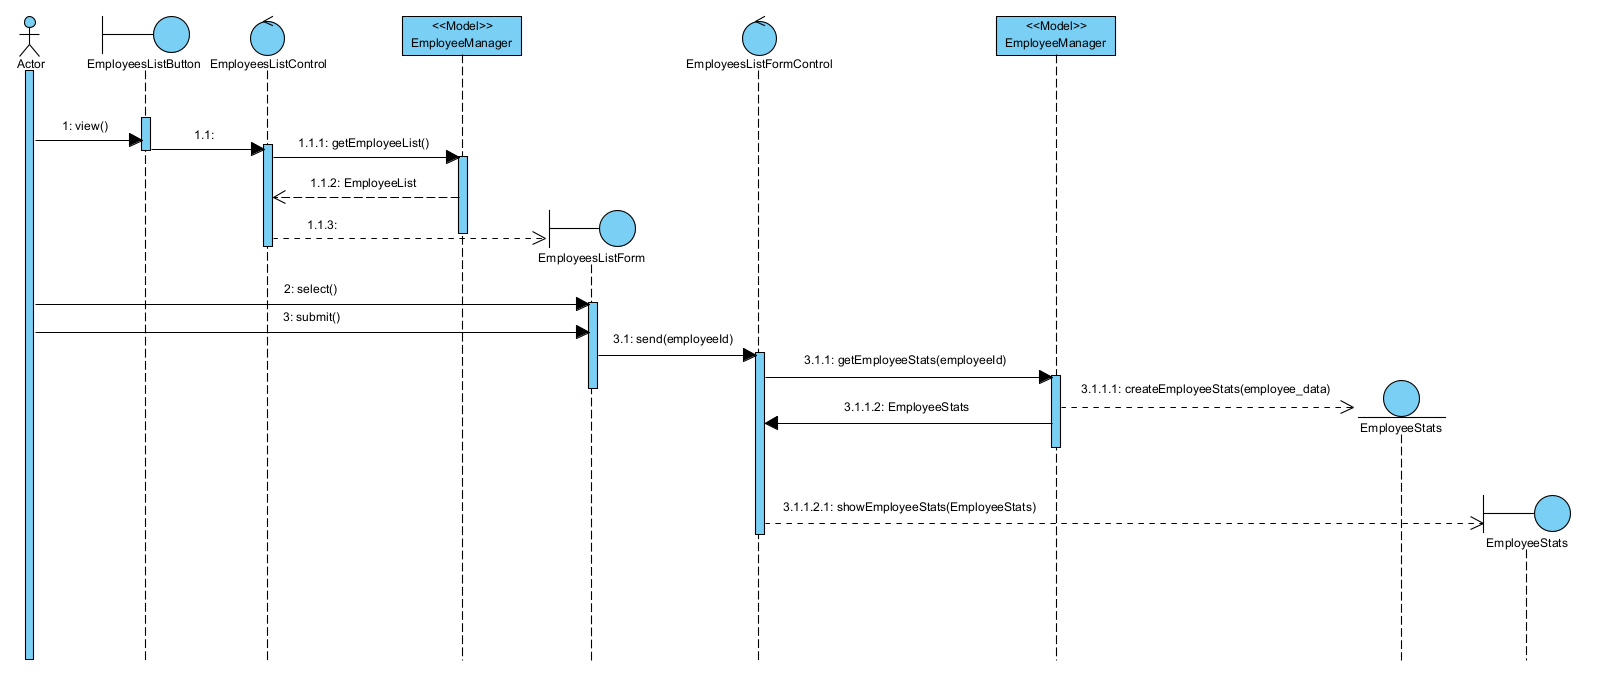 <<Model>>
EmployeeManager
<<Model>>
EmployeeManager
Actor
EmployeesListButton
EmployeesListControl
EmployeesListFormControl
1: view()
1.1:
1.1.1: getEmployeeList()
1.1.2: EmployeeList
1.1.3:
EmployeesListForm
2: select()
3: submit()
3.1: send(employeeId)
3.1.1: getEmployeeStats(employeeId)
3.1.1.1: createEmployeeStats(employee_data)
3.1.1.2: EmployeeStats
EmployeeStats
3.1.1.2.1: showEmployeeStats(EmployeeStats)
EmployeeStats